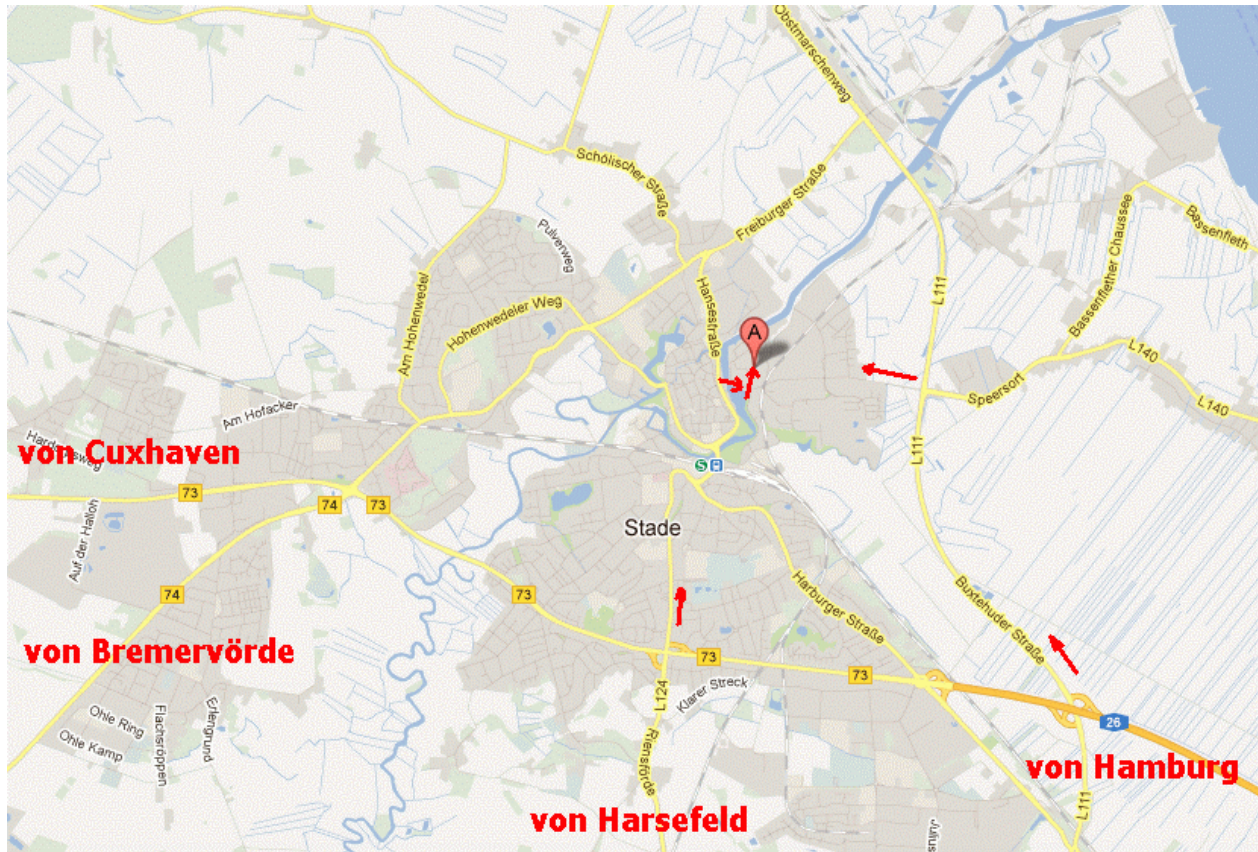 Obstmarschenweg
Schölischer Straße
Freiburger Straße
Pulverweg
Bassenflether Chaussee
Bassenfleth
Am Hohenwedel
Hohenwedeler Weg
Hansestraße
L111
A
L140
Speersort
L140
Am Hofacker
L111
von Cuxhaven
73
74
73
S
Stade
Auf der Halloh
74
73
Harburger Straße
Buxtehuder Straße
von Bremervörde
73
73
Klarer Streck
L124
Ohle Ring
Ohle Kamp
Flachsröppen
Erlengrund
Riensförde
26
von Hamburg
L111
von Harsefeld
Julius